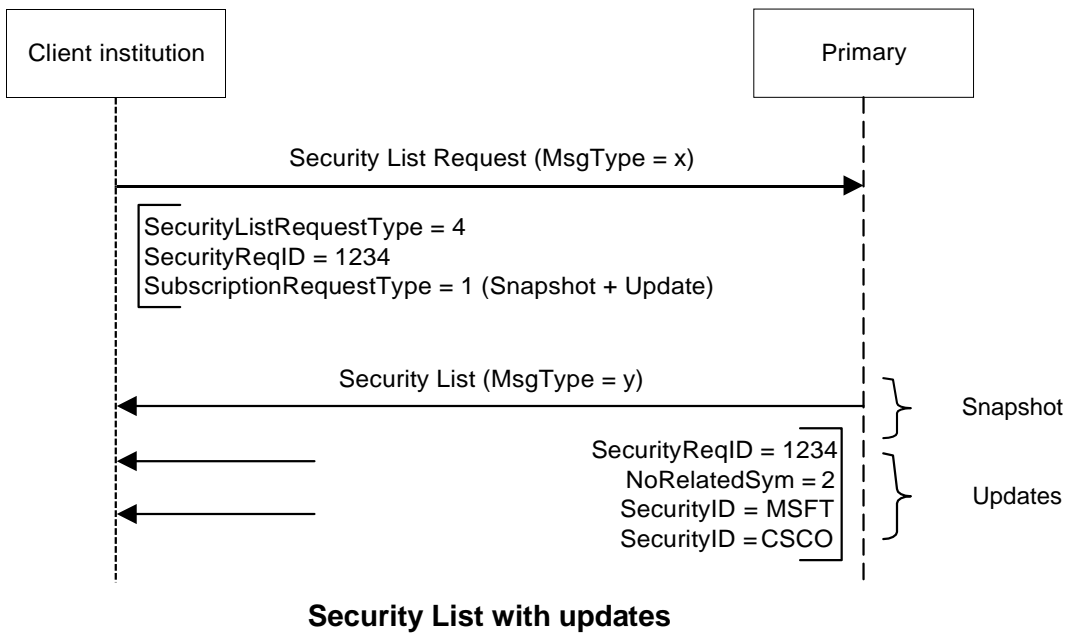 Client institution
Primary
Security List Request (MsgType = x)
SecurityListRequestType = 4
SecurityReqID = 1234
SubscriptionRequestType = 1 (Snapshot + Update)
Security List (MsgType = y)
Snapshot
SecurityReqID = 1234
NoRelatedSym = 2
SecurityID = MSFT
SecurityID = CSCO
Updates
Security List with updates